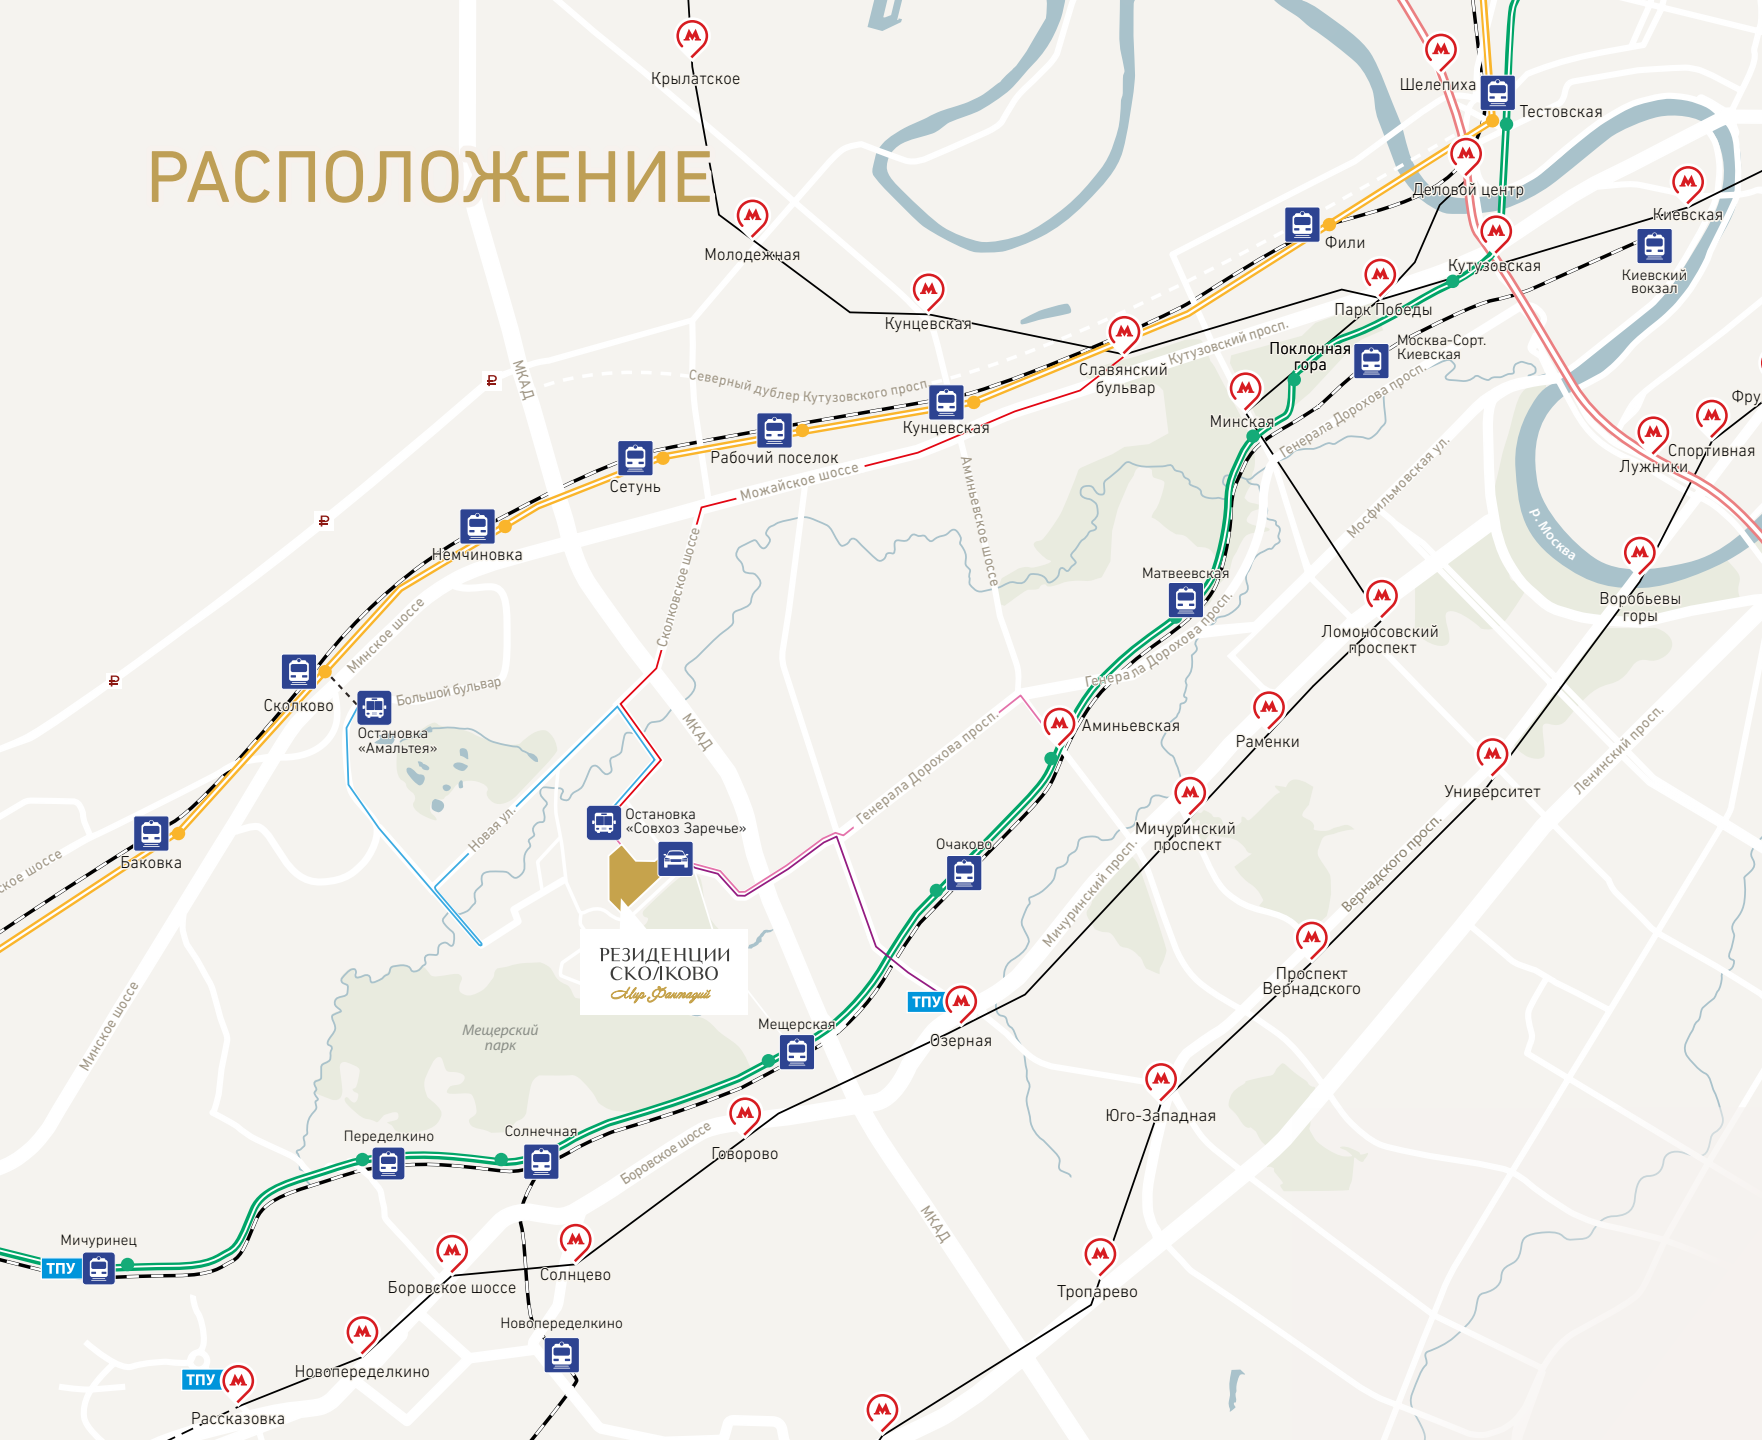 Крылатское
Шелепиха
Тестовская
РАСПОЛОЖЕНИЕ
Деловой центр
Киевская
Молодежная
Фили
Кутузовская
Киевский
вокзал
Кунцевская
Парк Победы
Кутузовский просп.
Москва-Сорт.
Киевская
Поклонная
гора
Славянский
бульвар
МКАД
Северный дублер Кутузовского просп.
Генерала Дорохова просп.
Минская
Фру
Спортивная
Лужники
Кунцевская
Рабочий поселок
Сетунь
Можайское шоссе
Аминьевское шоссе
Мосфильмовская ул.
р. Москва
Немчиновка
Сколковское шоссе
Матвеевская
Воробьевы
горы
Минское шоссе
Ломоносовский
проспект
Генерала Дорохова просп.
Сколково
Большой бульвар
Остановка
«Амальтея»
МКАД
Аминьевская
Раменки
Генерала Дорохова просп.
Ленинский просп.
Университет
Новая ул.
Остановка
«Совхоз Заречье»
Мичуринский
проспект
Очаково
Баковка
ское шоссе
Мичуринский просп.
Вернадского просп.
РЕЗИДЕНЦИИ
СКОЛКОВО
Мир Фантазий
Проспект
Вернадского
Минское шоссе
ТПУ
Озерная
Мещерский
парк
Мещерская
Юго-Западная
Переделкино
Солнечная
Боровское шоссе
Говорово
МКАД
Мичуринец
ТПУ
Боровское шоссе
Солнцево
Тропарево
Новопеределкино
Новопеределкино
ТПУ
Рассказовка